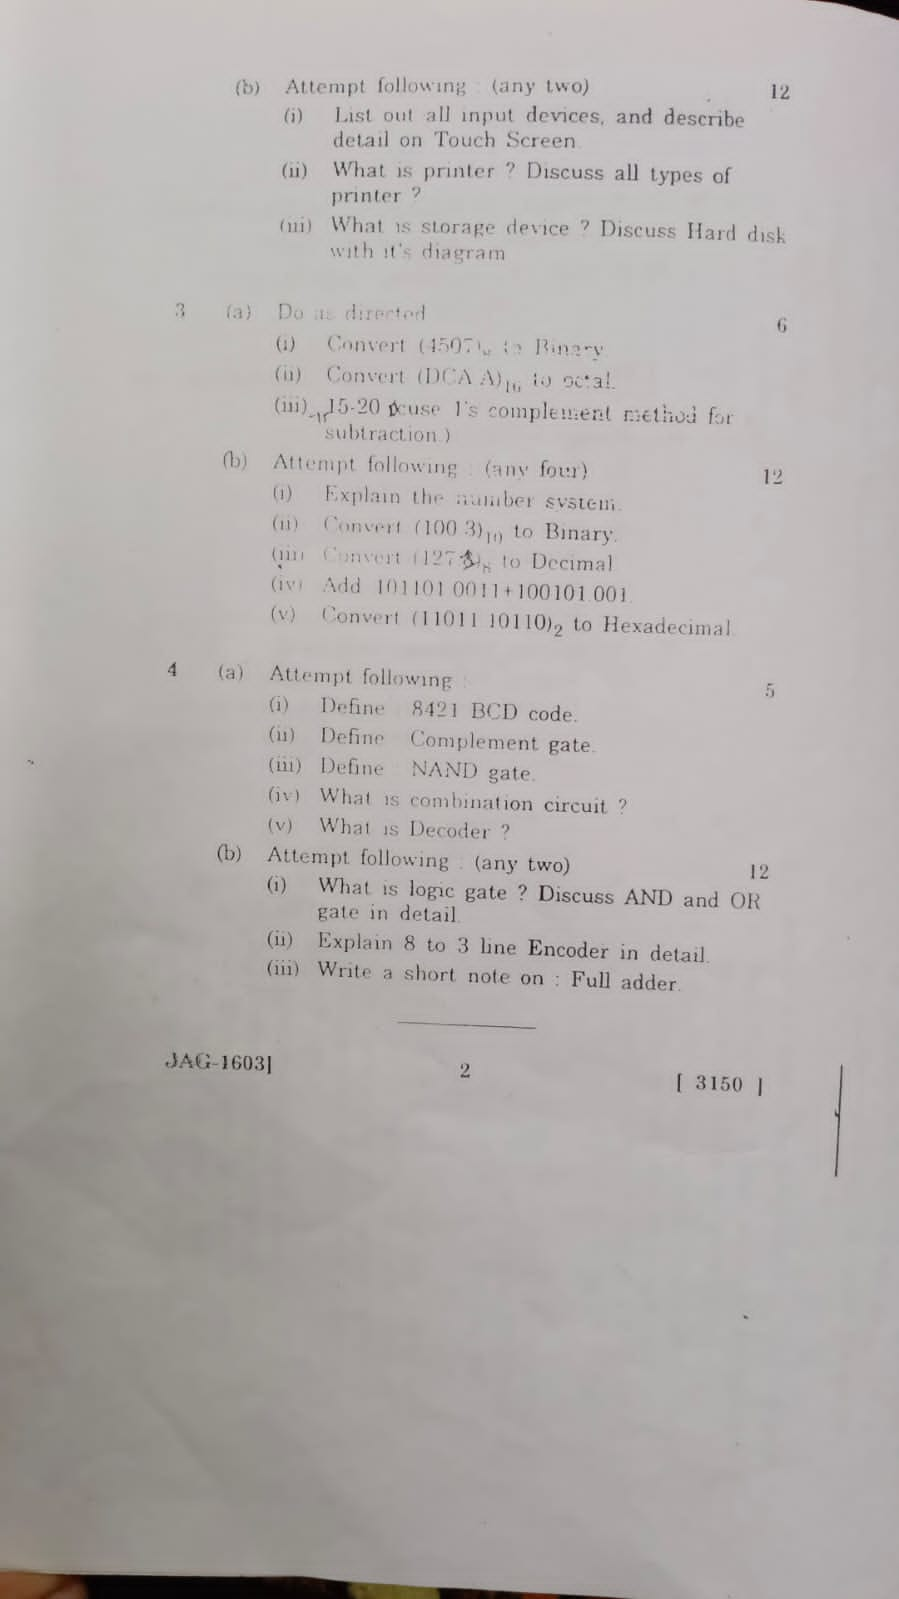 (b) Attempt following : (any two) 12
(i) List out all input devices, and describe
detail on Touch Screen.
(ii) What is printer ? Discuss all types of
printer ?
(iii) What is storage device ? Discuss Hard disk
with it's diagram
3 (a) Do as directed 6
(i) Convert (4507)₈ to Binary
(ii) Convert (DCA A)₁₆ to octal.
(iii) 15-20 use 1's complement method for
subtraction.)
(b) Attempt following : (any four) 12
(i) Explain the number system.
(ii) Convert (100 3)₁₀ to Binary.
(iii) Convert to Decimal
(iv) Add 101101 0011+100101.001.
(v) Convert (11011 10110)₂ to Hexadecimal.
4 (a) Attempt following : 5
(i) Define 8421 BCD code.
(ii) Define Complement gate.
(iii) Define NAND gate.
(iv) What is combination circuit ?
(v) What is Decoder ?
(b) Attempt following : (any two) 12
(i) What is logic gate ? Discuss AND and OR
gate in detail.
(ii) Explain 8 to 3 line Encoder in detail.
(iii) Write a short note on : Full adder.
JAG-1603] 2 [ 3150 ]